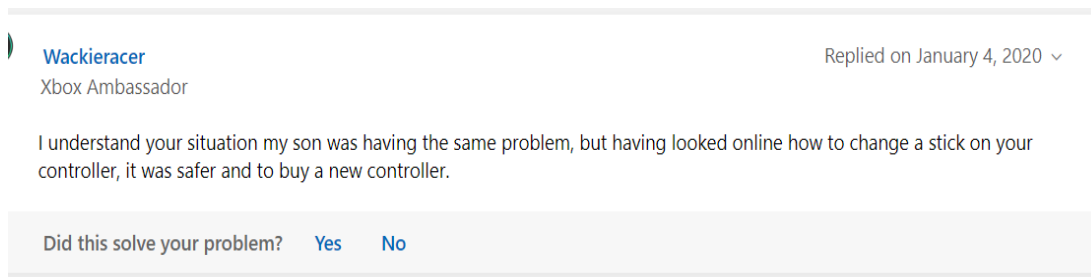 Wackieracer
Replied on January 4, 2020
Xbox Ambassador
I understand your situation my son was having the same problem, but having looked online how to change a stick on your
controller, it was safer and to buy a new controller.
Did this solve your problem? Yes No